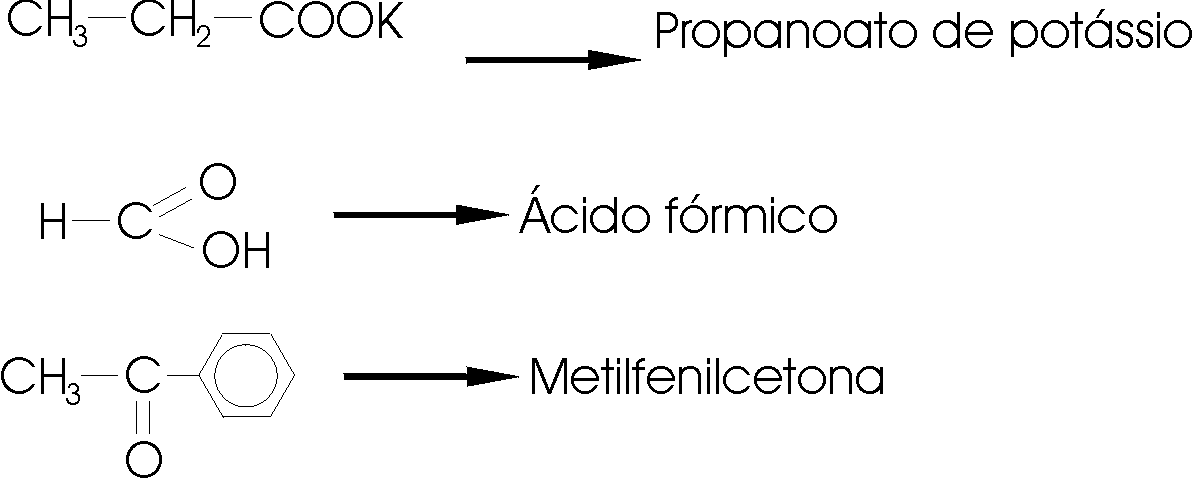 CH3—CH2—COOK → Propanoato de potássio
O
H—C → Ácido fórmico
OH
CH3—C → Metilfenilcetona
O